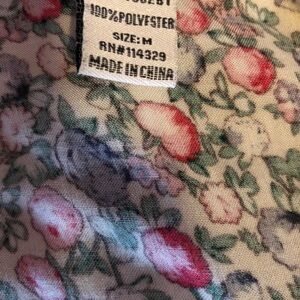 100%POLYESTER
SIZE: M
RN#114329
MADE IN CHINA